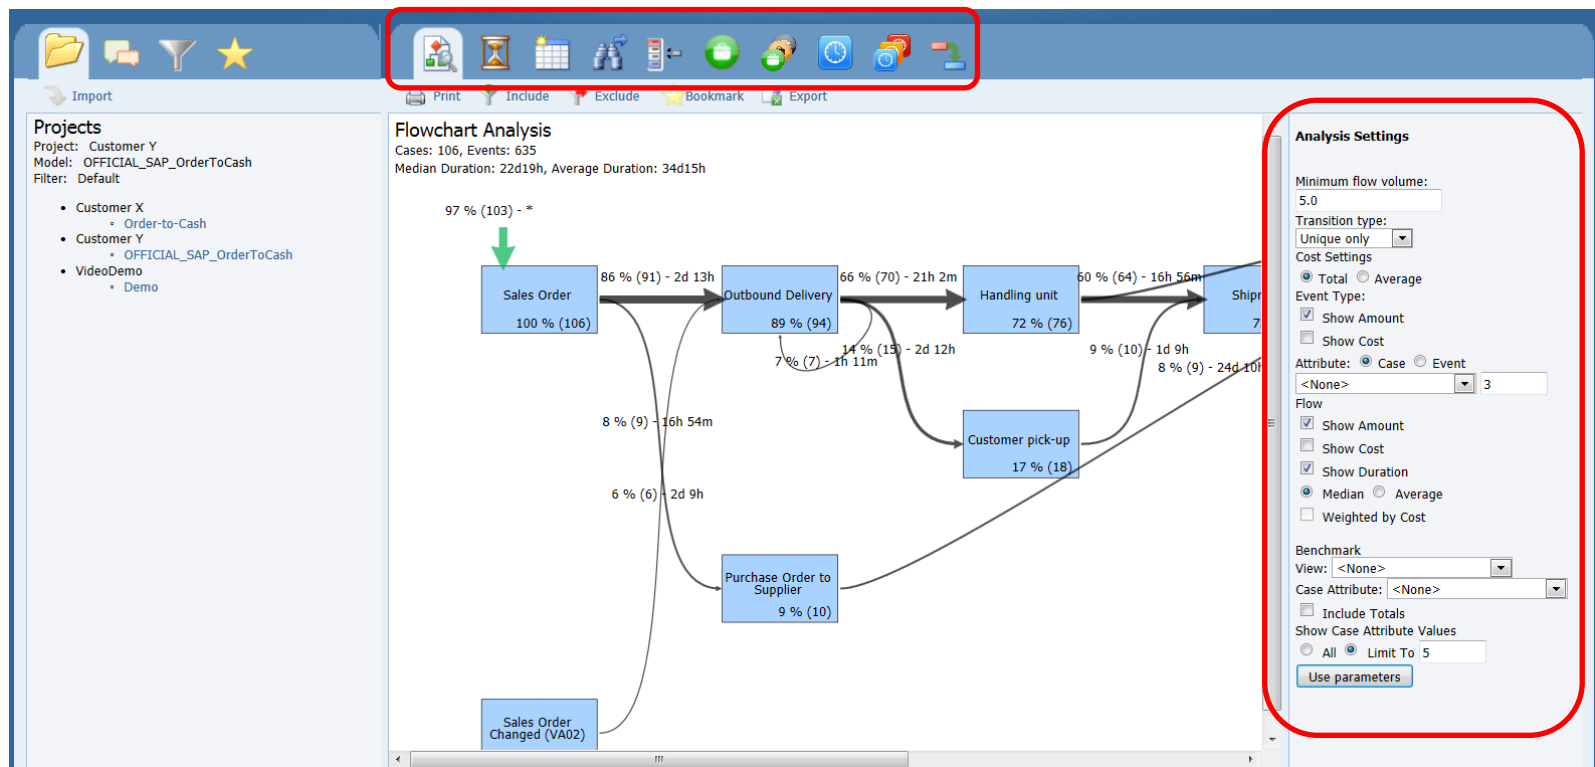 Import
Print Include Exclude Bookmark Export
Projects
Project: Customer Y
Model: OFFICIAL_SAP_OrderToCash
Filter: Default
• Customer X
Order-to-Cash
• Customer Y
OFFICIAL_SAP_OrderToCash
• VideoDemo
Demo
Flowchart Analysis
Cases: 106, Events: 635
Median Duration: 22d19h, Average Duration: 34d15h
97 % (103) - *
Sales Order
100 % (106)
86 % (91) - 2d 13h
Outbound Delivery
89 % (94)
66 % (70) - 21h 2m
Handling unit
72 % (76)
60 % (64) - 16h 56m
Shipr
7 % (7) - 1h 11m
14 % (15) - 2d 12h
9 % (10) - 1d 9h
8 % (9) - 24d 10h
8 % (9) - 16h 54m
Customer pick-up
17 % (18)
6 % (6) - 2d 9h
Purchase Order to
Supplier
9 % (10)
Sales Order
Changed (VA02)
Analysis Settings
Minimum flow volume:
5.0
Transition type:
Unique only
Cost Settings
Total Average
Event Type:
Show Amount
Show Cost
Attribute: Case Event
<None> 3
Flow
Show Amount
Show Cost
Show Duration
Median Average
Weighted by Cost
Benchmark
View: <None>
Case Attribute: <None>
Include Totals
Show Case Attribute Values
All Limit To 5
Use parameters